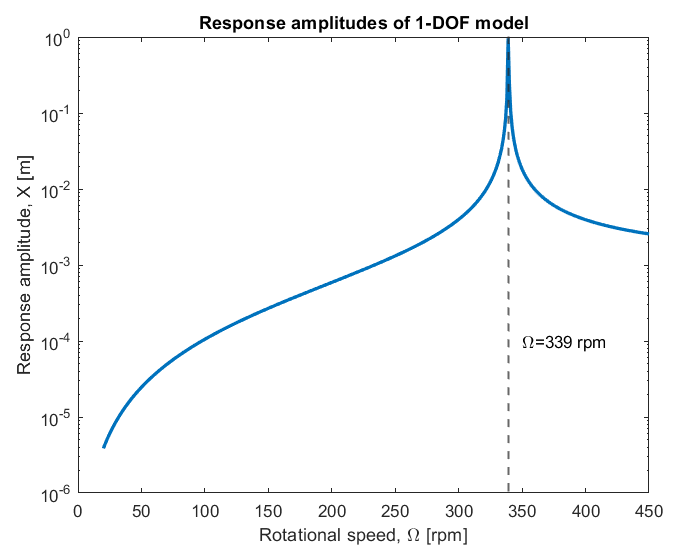 Response amplitudes of 1-DOF model
Response amplitude, X [m]
10^0
10^-1
10^-2
10^-3
10^-4
10^-5
10^-6
Ω=339 rpm
0 50 100 150 200 250 300 350 400 450
Rotational speed, Ω [rpm]